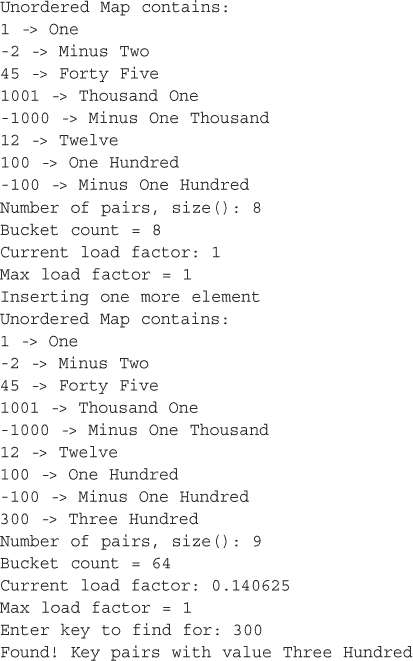 Unordered Map contains:
1 -> One
-2 -> Minus Two
45 -> Forty Five
1001 -> Thousand One
-1000 -> Minus One Thousand
12 -> Twelve
100 -> One Hundred
-100 -> Minus One Hundred
Number of pairs, size(): 8
Bucket count = 8
Current load factor: 1
Max load factor = 1
Inserting one more element
Unordered Map contains:
1 -> One
-2 -> Minus Two
45 -> Forty Five
1001 -> Thousand One
-1000 -> Minus One Thousand
12 -> Twelve
100 -> One Hundred
-100 -> Minus One Hundred
300 -> Three Hundred
Number of pairs, size(): 9
Bucket count = 64
Current load factor: 0.140625
Max load factor = 1
Enter key to find for: 300
Found! Key pairs with value Three Hundred